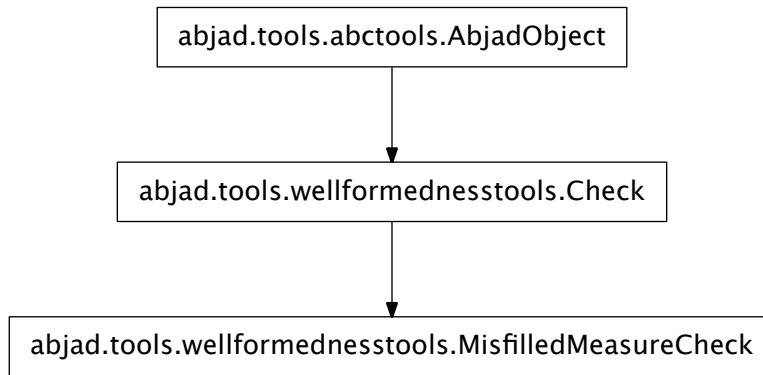 abjad.tools.abctools.AbjadObject
abjad.tools.wellformednesstools.Check
abjad.tools.wellformednesstools.MisfilledMeasureCheck